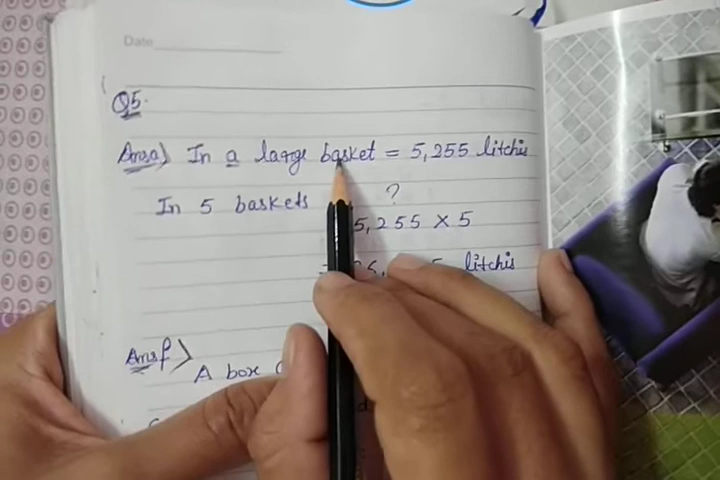 Date
Q5.
Ans a) In a large basket = 5,255 litchis
In 5 baskets ?
5,255 × 5
litchis
Ans f)
A box